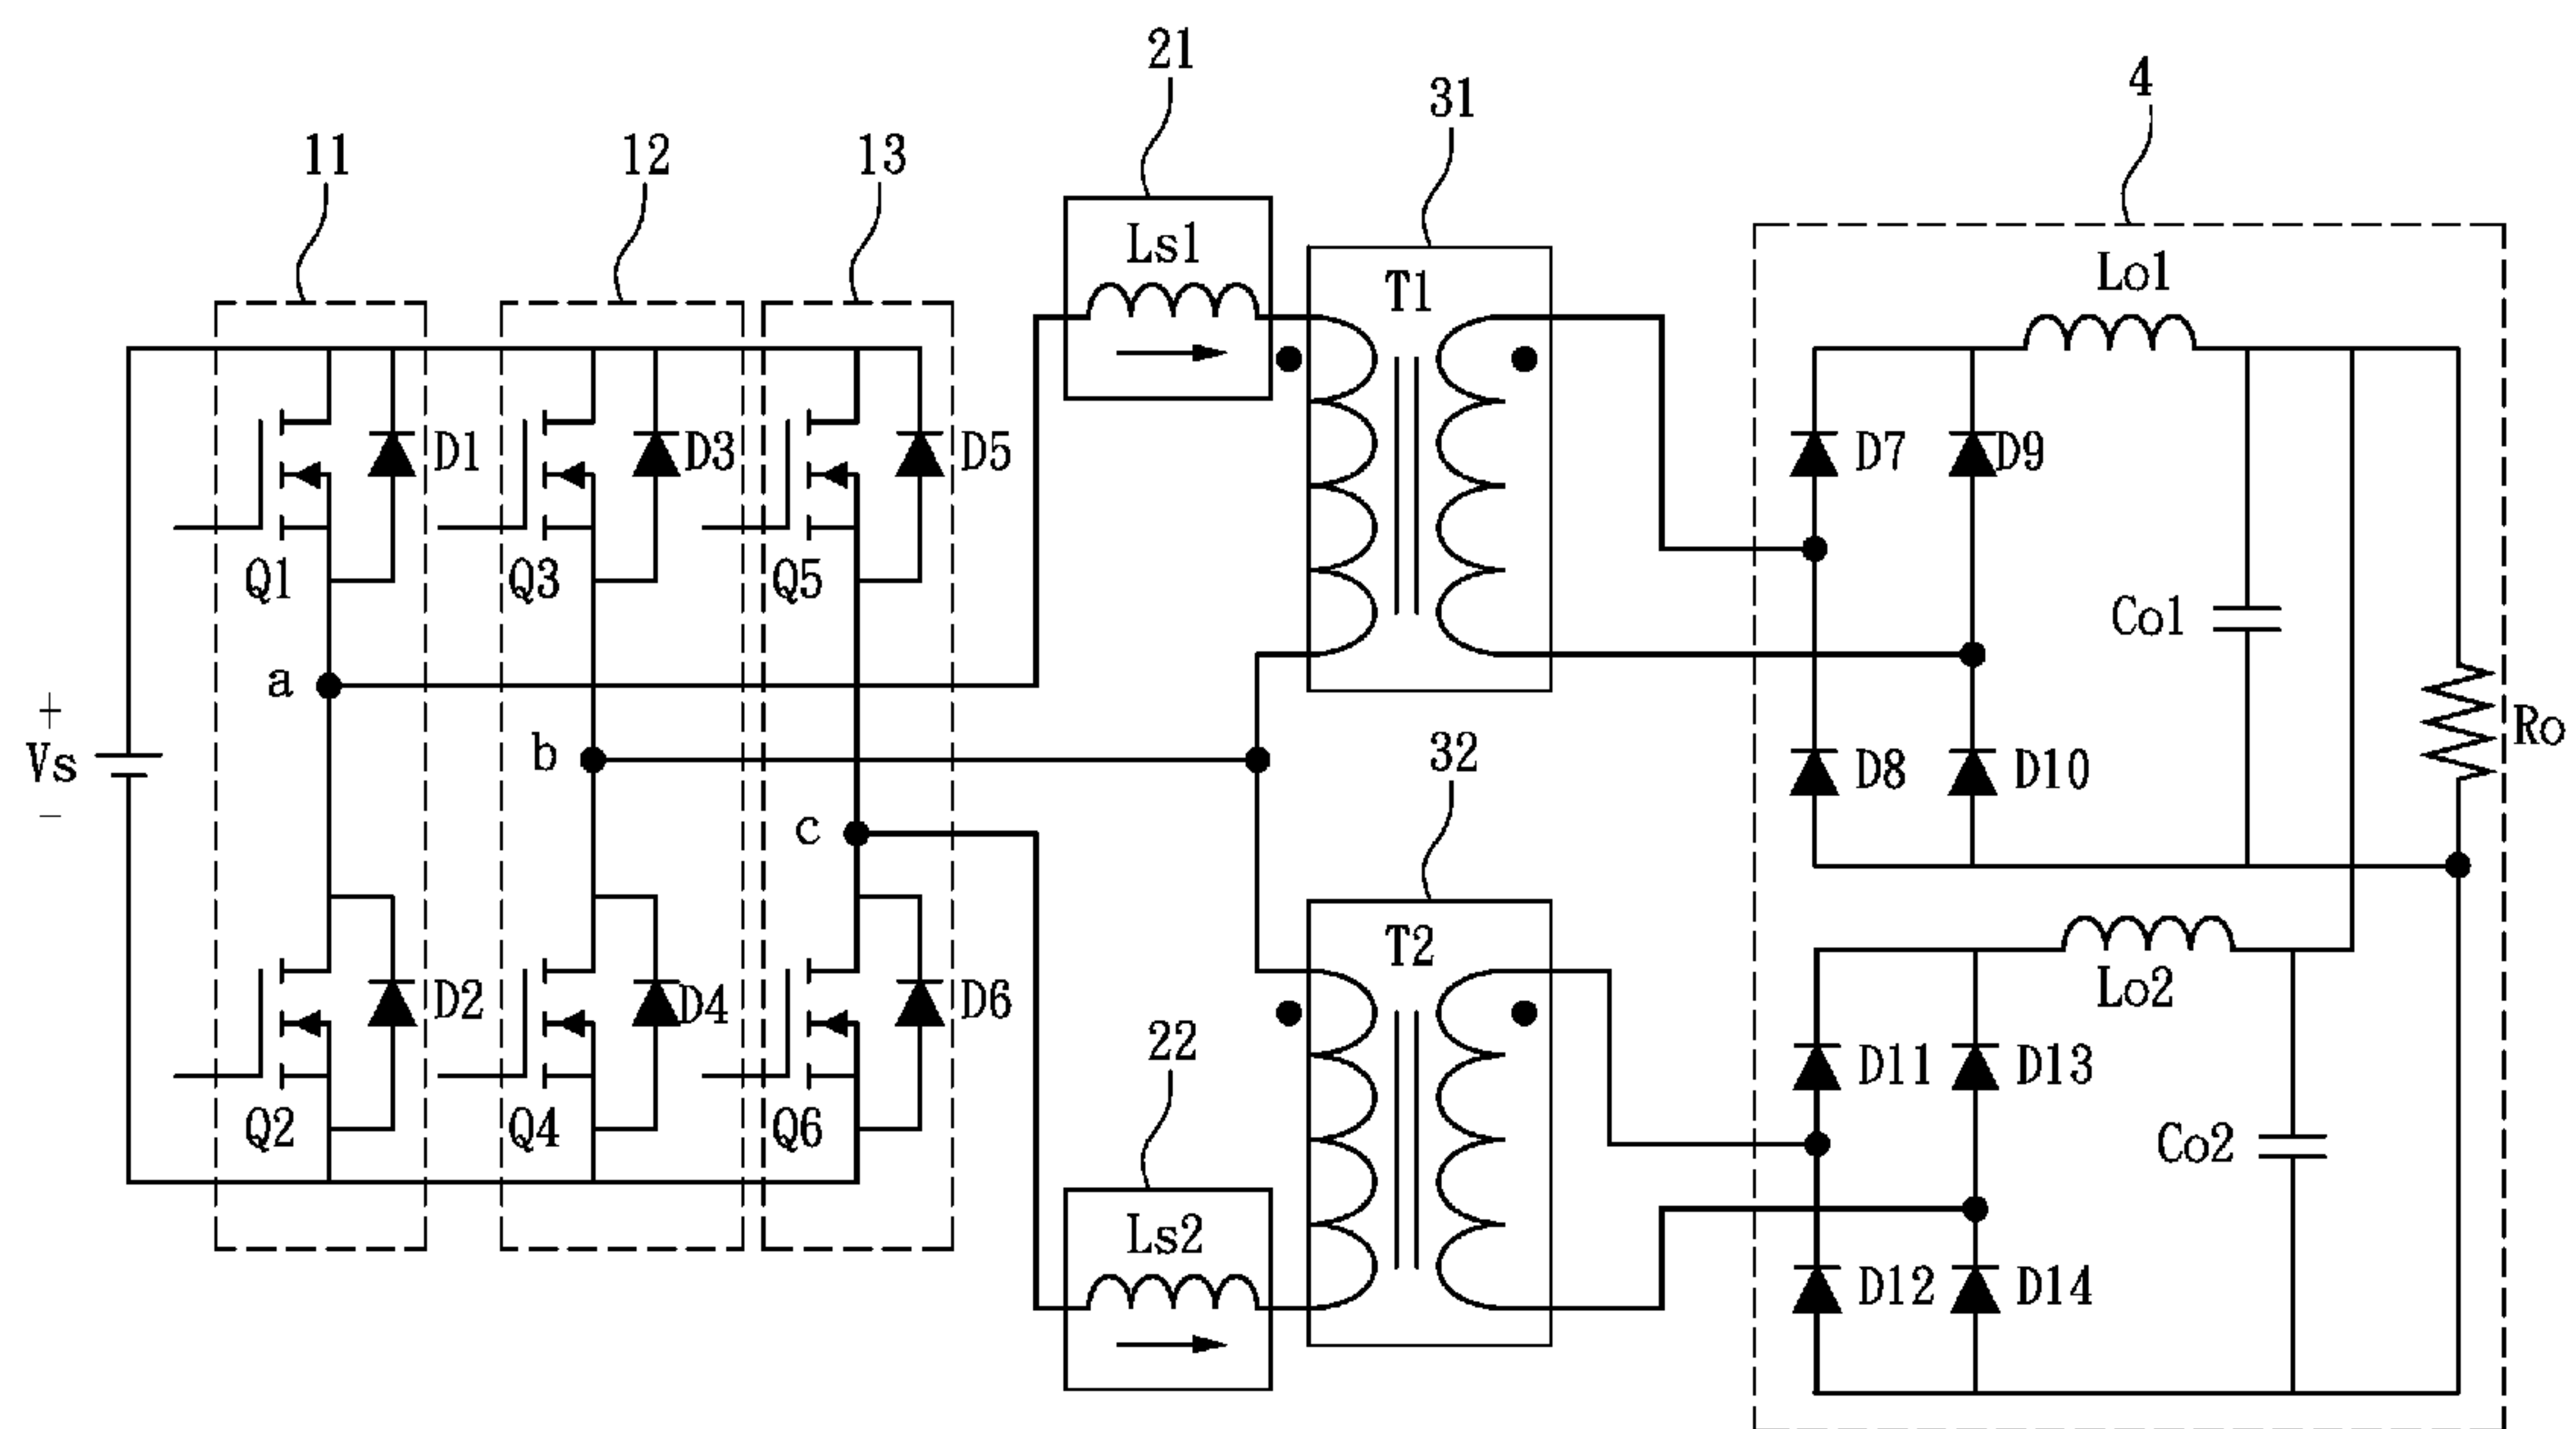 21
31
4
11
12
13
Ls1
T1
Lo1
D1
D3
D5
D7
D9
Q1
Q3
Q5
Co1
a
+
Vs
-
b
c
32
D8
D10
Ro
T2
Lo2
D2
D4
D6
22
D11
D13
Q2
Q4
Q6
Co2
Ls2
D12
D14